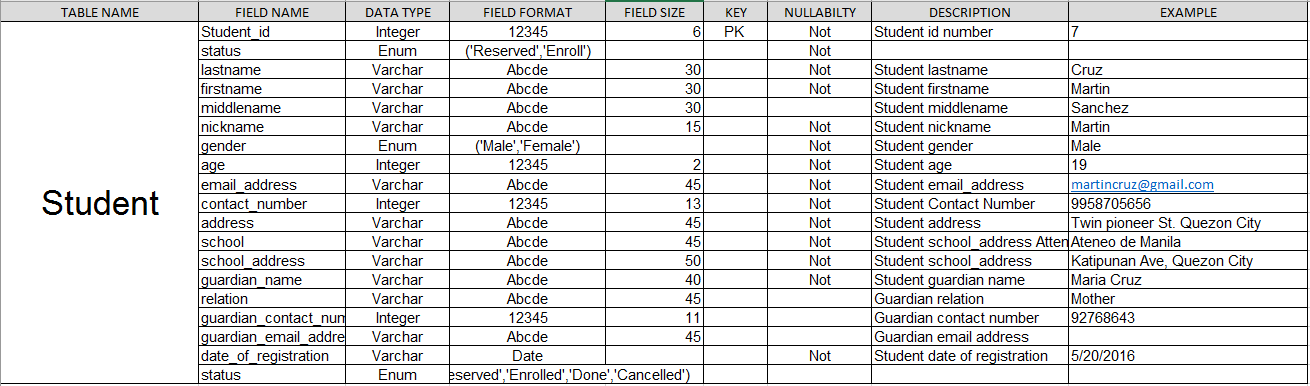 TABLE NAME FIELD NAME DATA TYPE FIELD FORMAT FIELD SIZE KEY NULLABILTY DESCRIPTION EXAMPLE
Student
Student_id Integer 12345 6 PK Not Student id number 7
status Enum ('Reserved','Enroll') Not
lastname Varchar Abcde 30 Not Student lastname Cruz
firstname Varchar Abcde 30 Not Student firstname Martin
middlename Varchar Abcde 30 Student middlename Sanchez
nickname Varchar Abcde 15 Not Student nickname Martin
gender Enum ('Male','Female') Not Student gender Male
age Integer 12345 2 Not Student age 19
email_address Varchar Abcde 45 Not Student email_address martincruz@gmail.com
contact_number Integer 12345 13 Not Student Contact Number 9958705656
address Varchar Abcde 45 Not Student address Twin pioneer St. Quezon City
school Varchar Abcde 45 Not Student school_address Atten Ateneo de Manila
school_address Varchar Abcde 50 Not Student school_address Katipunan Ave, Quezon City
guardian_name Varchar Abcde 40 Not Student guardian name Maria Cruz
relation Varchar Abcde 45 Guardian relation Mother
guardian_contact_num Integer 12345 11 Guardian contact number 92768643
guardian_email_addre Varchar Abcde 45 Guardian email address
date_of_registration Varchar Date Not Student date of registration 5/20/2016
status Enum eserved','Enrolled','Done','Cancelled')